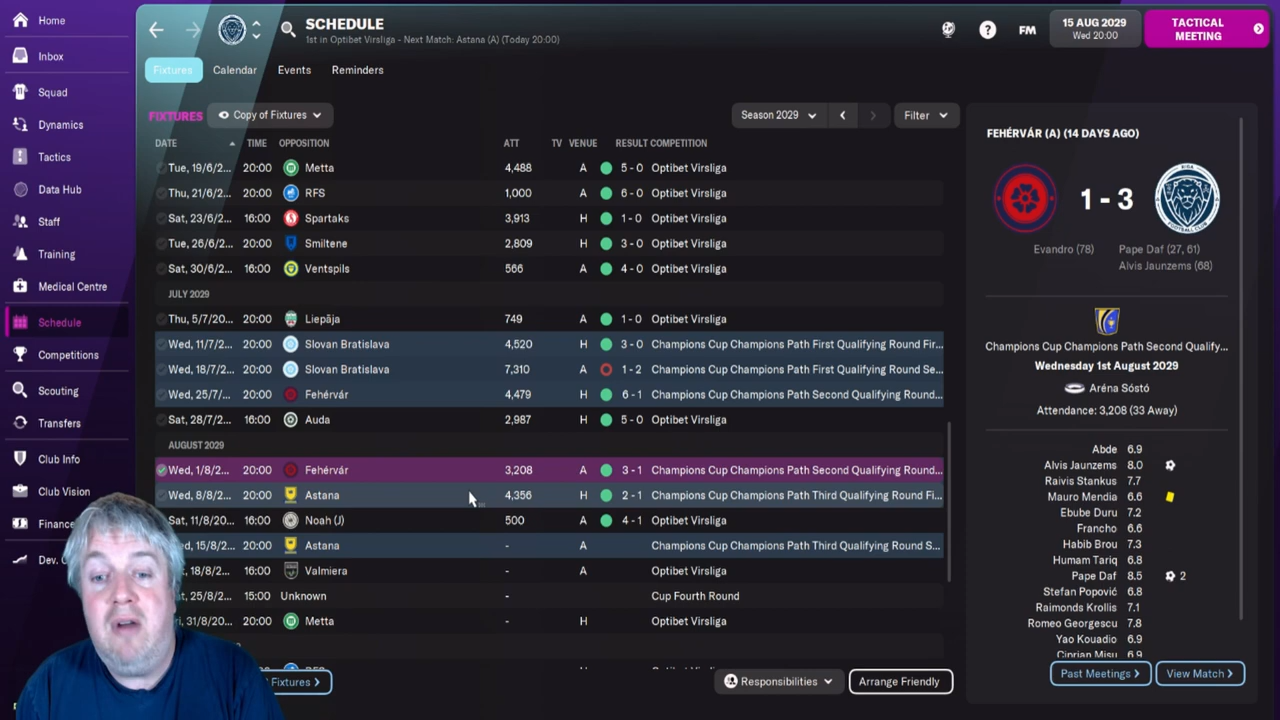 Home
Inbox
Squad
Dynamics
Tactics
Data Hub
Staff
Training
Medical Centre
Schedule
Competitions
Scouting
Transfers
Club Info
Club Vision
Finance
Dev.
SCHEDULE
1st in Optibet Virsliga - Next Match: Astana (A) (Today 20:00)
FM
15 AUG 2029
Wed 20:00
TACTICAL MEETING
Fixtures Calendar Events Reminders
FIXTURES Copy of Fixtures Season 2029 Filter
DATE TIME OPPOSITION ATT TV VENUE RESULT COMPETITION
Tue, 19/6/2... 20:00 Metta 4,488 A 5 - 0 Optibet Virsliga
Thu, 21/6/2... 20:00 RFS 1,000 A 6 - 0 Optibet Virsliga
Sat, 23/6/2... 16:00 Spartaks 3,913 H 1 - 0 Optibet Virsliga
Tue, 26/6/2... 20:00 Smiltene 2,809 H 3 - 0 Optibet Virsliga
Sat, 30/6/2... 16:00 Ventspils 566 A 4 - 0 Optibet Virsliga
JULY 2029
Thu, 5/7/20... 20:00 Liepāja 749 A 1 - 0 Optibet Virsliga
Wed, 11/7/2... 20:00 Slovan Bratislava 4,520 H 3 - 0 Champions Cup Champions Path First Qualifying Round Fir...
Wed, 18/7/2... 20:00 Slovan Bratislava 7,310 A 1 - 2 Champions Cup Champions Path First Qualifying Round Se...
Wed, 25/7/... 20:00 Fehérvár 4,479 H 6 - 1 Champions Cup Champions Path Second Qualifying Round...
Sat, 28/7/2... 16:00 Auda 2,987 H 5 - 0 Optibet Virsliga
AUGUST 2029
Wed, 1/8/2... 20:00 Fehérvár 3,208 A 3 - 1 Champions Cup Champions Path Second Qualifying Round...
Wed, 8/8/2... 20:00 Astana 4,356 H 2 - 1 Champions Cup Champions Path Third Qualifying Round Fi...
Sat, 11/8/20... 16:00 Noah (J) 500 A 4 - 1 Optibet Virsliga
Wed, 15/8/2... 20:00 Astana - A Champions Cup Champions Path Third Qualifying Round S...
18/8/... 16:00 Valmiera - A Optibet Virsliga
25/8/... 15:00 Unknown - Cup Fourth Round
31/8/20... 20:00 Metta - H Optibet Virsliga
Fixtures Responsibilities Arrange Friendly
FEHÉRVÁR (A) (14 DAYS AGO)
1 - 3
Evandro (78) Pape Daf (27, 61)
Alvis Jaunzems (68)
Champions Cup Champions Path Second Qualify...
Wednesday 1st August 2029
Aréna Sóstó
Attendance: 3,208 (33 Away)
Abde 6.9
Alvis Jaunzems 8.0
Raivis Stankus 7.7
Mauro Mendia 6.6
Ebube Duru 7.2
Francho 6.6
Habib Brou 7.3
Humam Tariq 6.8
Pape Daf 8.5 2
Stefan Popović 6.8
Raimonds Krollis 7.1
Romeo Georgescu 7.8
Yao Kouadio 6.9
Ciprian Misu 6.9
Past Meetings View Match